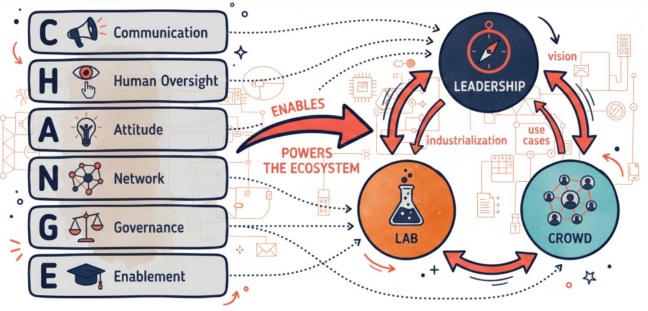 C Communication
H Human Oversight
A Attitude
N Network
G Governance
E Enablement
ENABLES
POWERS
THE ECOSYSTEM
LEADERSHIP
vision
industrialization
use
cases
LAB
CROWD